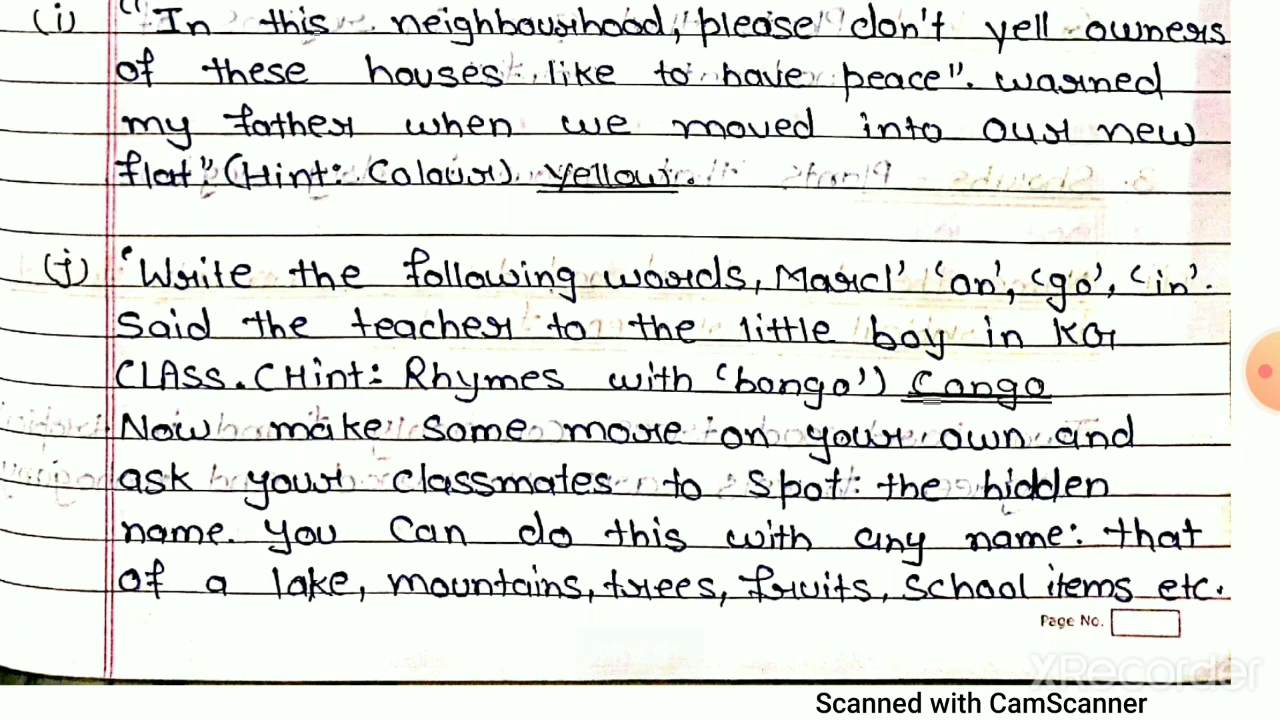 (i) "In this neighbourhood, please don't yell owners
of these houses like to have peace". warned
my father when we moved into our new
flat" (Hint: Colour) yellow.
(j) 'Write the following words, Marcl' 'on', 'go', 'in'.
Said the teacher to the little boy in KG
CLASS. (Hint: Rhymes with 'bongo') Congo
Now make some more on your own and
ask your classmates to spot: the hidden
name. You can do this with any name: that
of a lake, mountains, trees, fruits, school items etc.
Page No.
XRecorder
Scanned with CamScanner